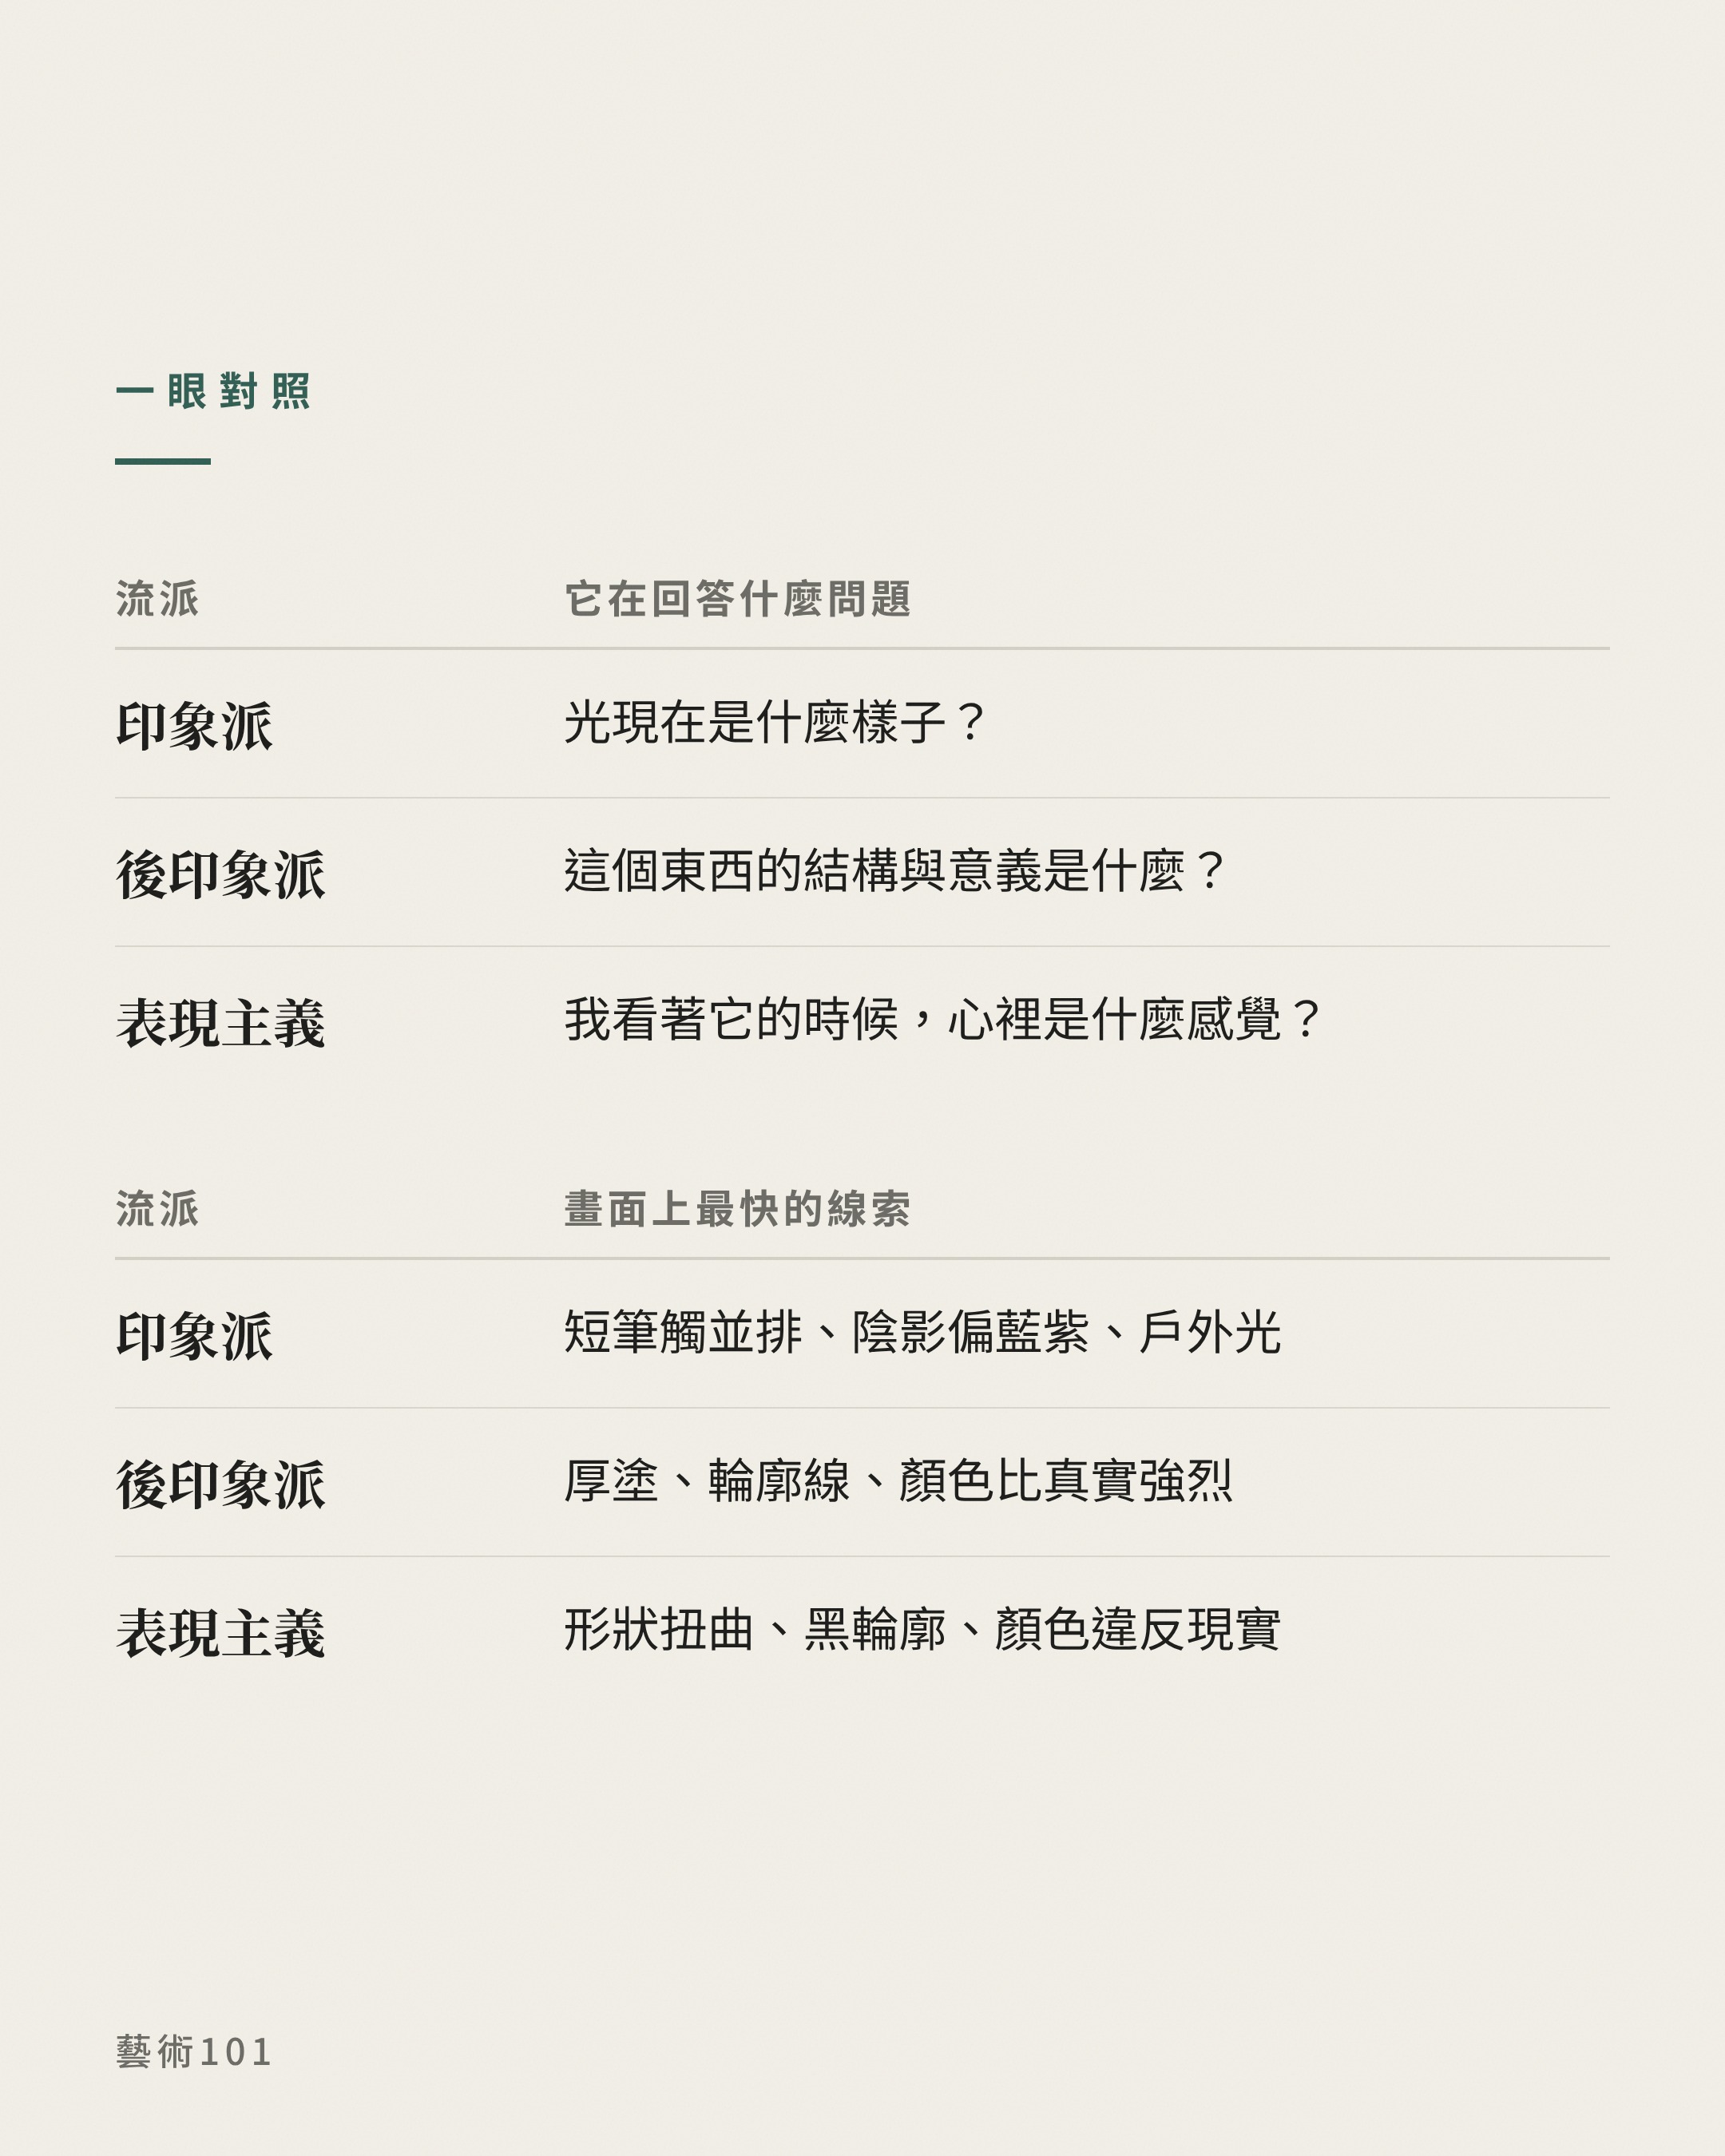 一眼對照
流派 它在回答什麼問題
印象派 光現在是什麼樣子？
後印象派 這個東西的結構與意義是什麼？
表現主義 我看著它的時候，心裡是什麼感覺？
流派 畫面上最快的線索
印象派 短筆觸並排、陰影偏藍紫、戶外光
後印象派 厚塗、輪廓線、顏色比真實強烈
表現主義 形狀扭曲、黑輪廓、顏色違反現實
藝術101